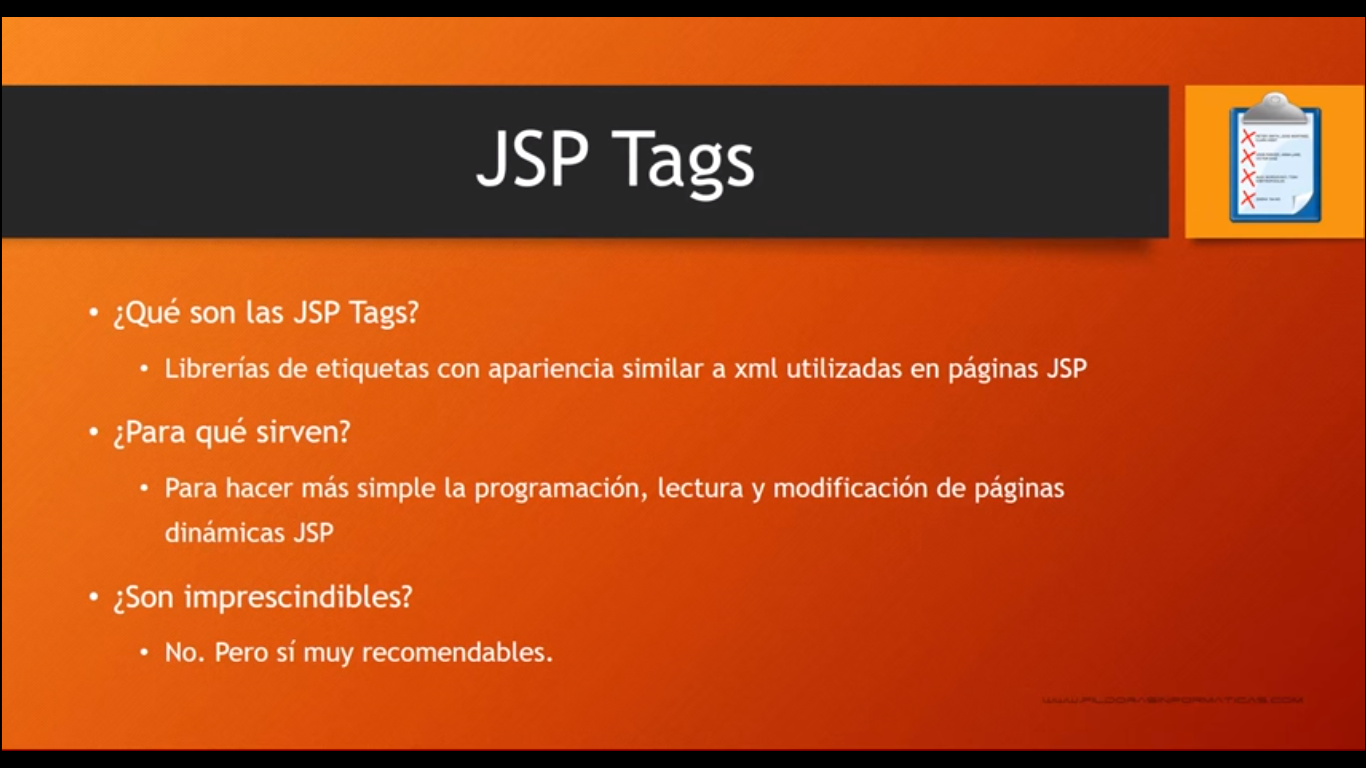 JSP Tags
• ¿Qué son las JSP Tags?
• Librerías de etiquetas con apariencia similar a xml utilizadas en páginas JSP
• ¿Para qué sirven?
• Para hacer más simple la programación, lectura y modificación de páginas
dinámicas JSP
• ¿Son imprescindibles?
• No. Pero sí muy recomendables.
WWW.PILDORASINFORMATICAS.COM